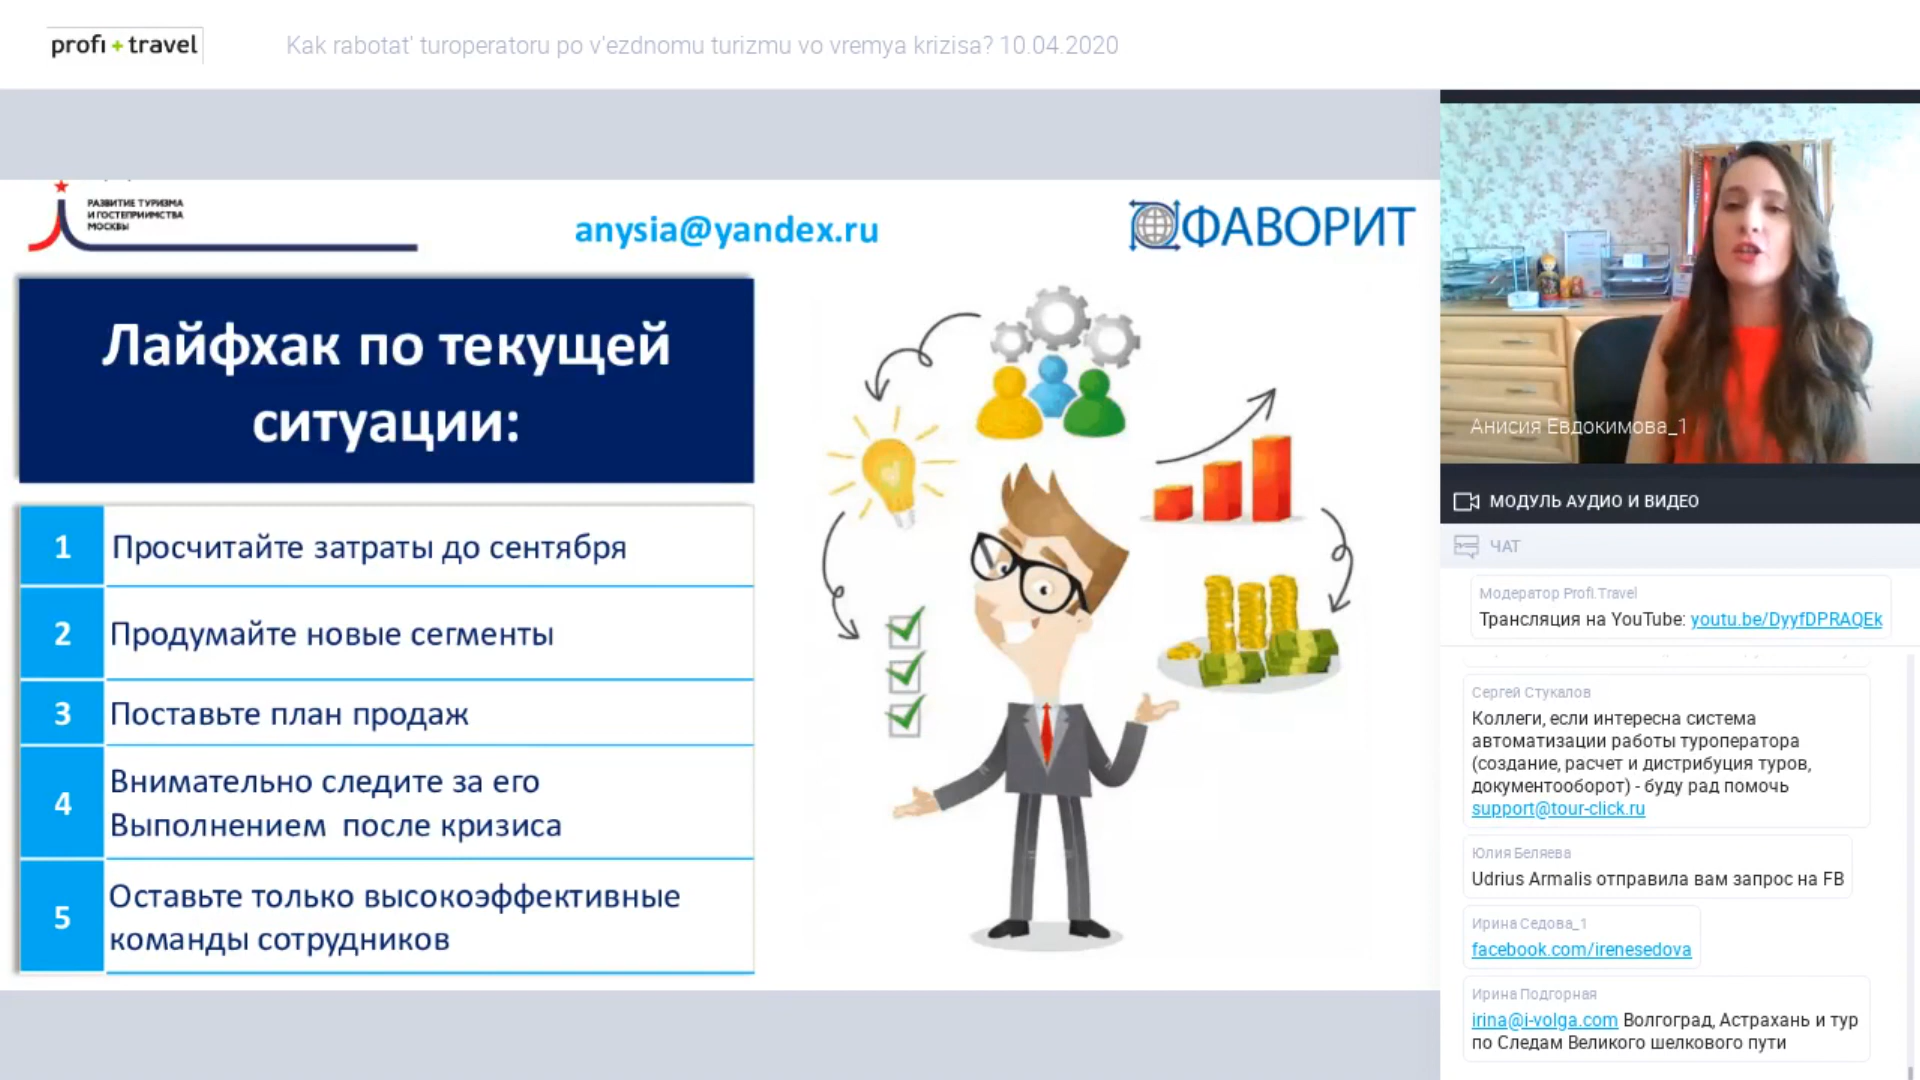 profi + travel
Kak rabotat' turoperatoru po v'ezdnomu turizmu vo vremya krizisa? 10.04.2020
РАЗВИТИЕ ТУРИЗМА
И ГОСТЕПРИИМСТВА
МОСКВЫ
anysia@yandex.ru
ФАВОРИТ
Лайфхак по текущей
ситуации:
1 Просчитайте затраты до сентября
2 Продумайте новые сегменты
3 Поставьте план продаж
4 Внимательно следите за его
Выполнением после кризиса
5 Оставьте только высокоэффективные
команды сотрудников
Анисия Евдокимова_1
МОДУЛЬ АУДИО И ВИДЕО
ЧАТ
Модератор Profi.Travel
Трансляция на YouTube: youtu.be/DyyfDPRAQEk
Сергей Стукалов
Коллеги, если интересна система
автоматизации работы туроператора
(создание, расчет и дистрибуция туров,
документооборот) - буду рад помочь
support@tour-click.ru
Юлия Беляева
Udrius Armalis отправила вам запрос на FB
Ирина Седова_1
facebook.com/irenesedova
Ирина Подгорная
irina@i-volga.com Волгоград, Астрахань и тур
по Следам Великого шелкового пути